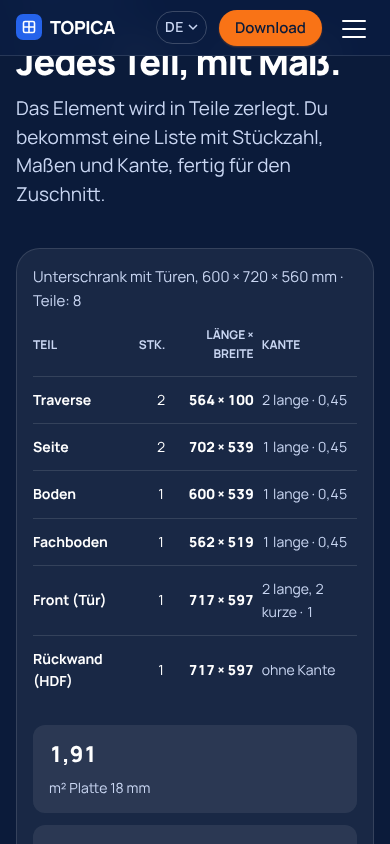 TOPICA
DE
Download
Jedes Teil, mit Maß.
Das Element wird in Teile zerlegt. Du
bekommst eine Liste mit Stückzahl,
Maßen und Kante, fertig für den
Zuschnitt.
Unterschrank mit Türen, 600 × 720 × 560 mm ·
Teile: 8
TEIL STK. LÄNGE × BREITE KANTE
Traverse 2 564 × 100 2 lange · 0,45
Seite 2 702 × 539 1 lange · 0,45
Boden 1 600 × 539 1 lange · 0,45
Fachboden 1 562 × 519 1 lange · 0,45
Front (Tür) 1 717 × 597 2 lange, 2 kurze · 1
Rückwand (HDF) 1 717 × 597 ohne Kante
1,91
m² Platte 18 mm